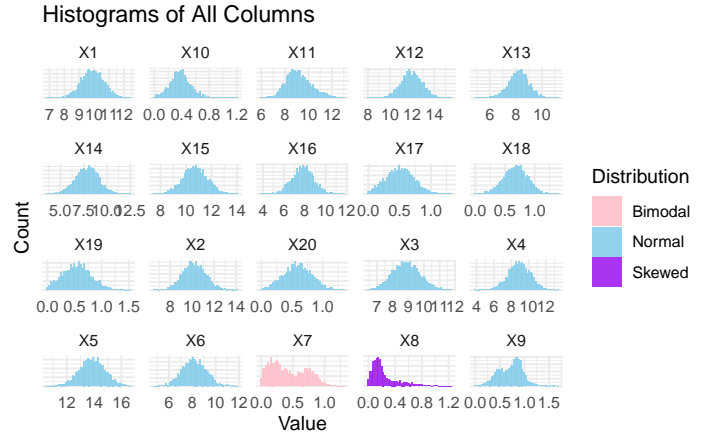 Histograms of All Columns
X1 X10 X11 X12 X13
7 8 9 10 11 12 0.0 0.4 0.8 1.2 6 8 10 12 8 10 12 14 6 8 10
X14 X15 X16 X17 X18
5.0 7.5 10.0 12.5 8 10 12 14 4 6 8 10 12 0.0 0.5 1.0 0.0 0.5 1.0
X19 X2 X20 X3 X4
0.0 0.5 1.0 1.5 8 10 12 14 0.0 0.5 1.0 7 8 9 10 11 12 4 6 8 10 12
X5 X6 X7 X8 X9
12 14 16 6 8 10 12 0.0 0.5 1.0 0.0 0.4 0.8 1.2 0.0 0.5 1.0 1.5
Value
Count
Distribution
Bimodal
Normal
Skewed